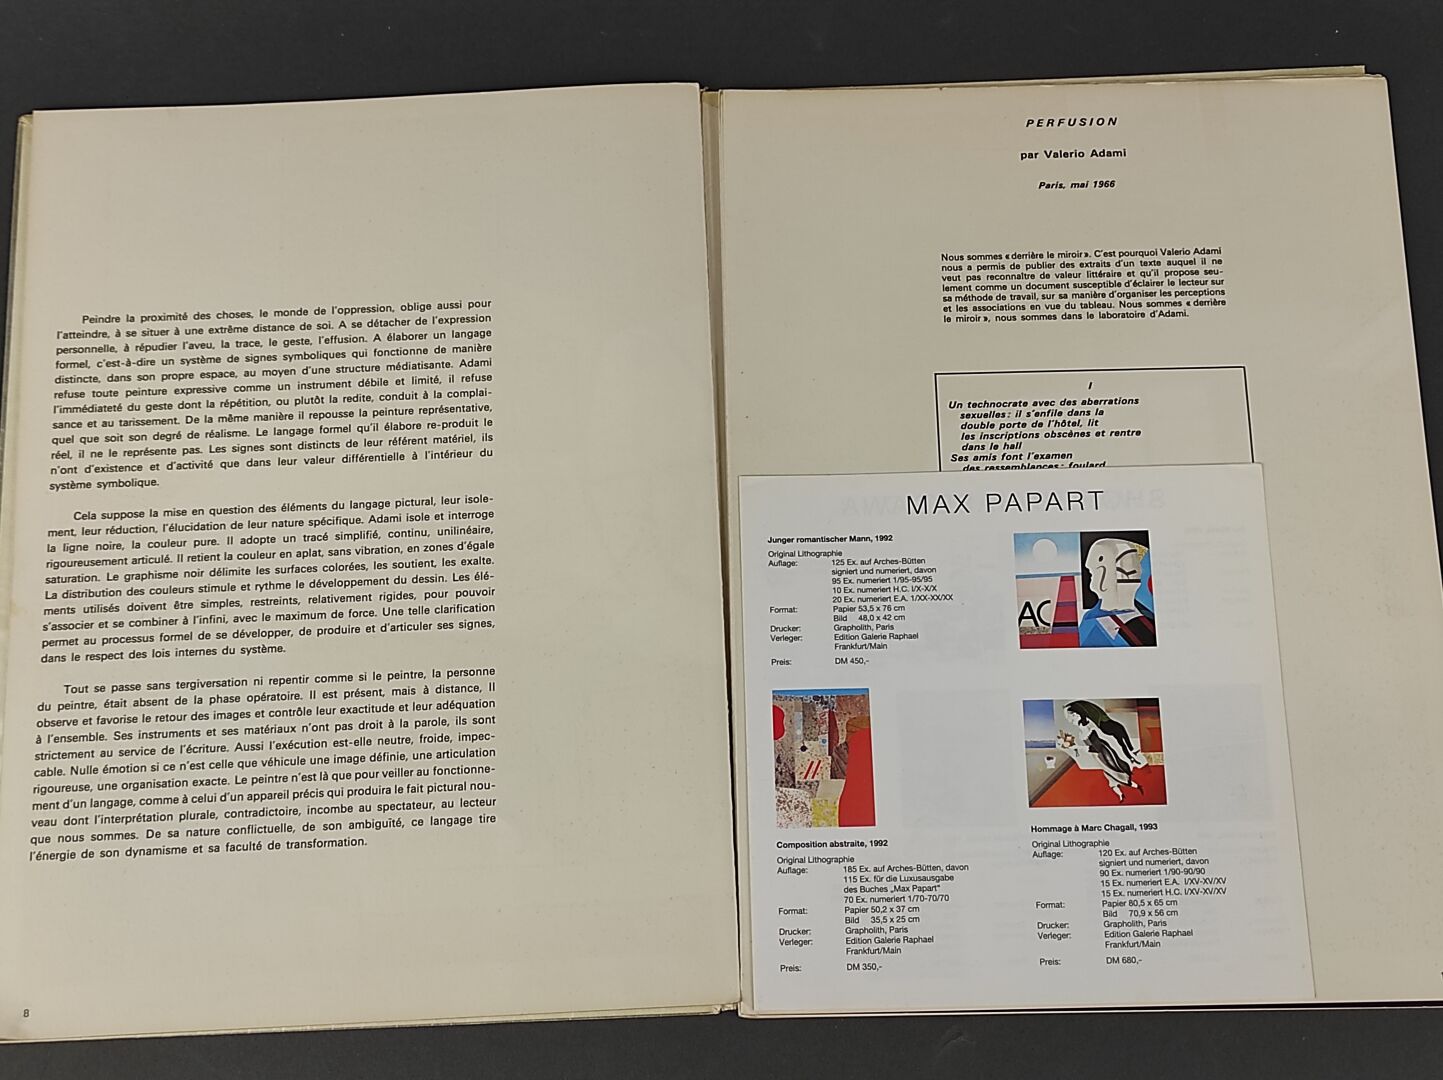 Peindre la proximité des choses, le monde de l'oppression, oblige aussi pour
l'atteindre, à se situer à une extrême distance de soi. A se détacher de l'expression
personnelle, à répudier l'aveu, la trace, le geste, l'effusion. A élaborer un langage
formel, c'est-à-dire un système de signes symboliques qui fonctionne de manière
distincte, dans son propre espace, au moyen d'une structure médiatisante. Adami
refuse toute peinture expressive comme un instrument débile et limité, il refuse
l'immédiateté du geste dont la répétition, ou plutôt la redite, conduit à la complai-
sance et au tarissement. De la même manière il repousse la peinture représentative,
quel que soit son degré de réalisme. Le langage formel qu'il élabore re-produit le
réel, il ne le représente pas. Les signes sont distincts de leur référent matériel, ils
n'ont d'existence et d'activité que dans leur valeur différentielle à l'intérieur du
système symbolique.
Cela suppose la mise en question des éléments du langage pictural, leur isole-
ment, leur réduction, l'élucidation de leur nature spécifique. Adami isole et interroge
la ligne noire, la couleur pure. Il adopte un tracé simplifié, continu, unilinéaire,
rigoureusement articulé. Il retient la couleur en aplat, sans vibration, en zones d'égale
saturation. Le graphisme noir délimite les surfaces colorées, les soutient, les exalte.
La distribution des couleurs stimule et rythme le développement du dessin. Les élé-
ments utilisés doivent être simples, restreints, relativement rigides, pour pouvoir
s'associer et se combiner à l'infini, avec le maximum de force. Une telle clarification
permet au processus formel de se développer, de produire et d'articuler ses signes,
dans le respect des lois internes du système.
Tout se passe sans tergiversation ni repentir comme si le peintre, la personne
du peintre, était absent de la phase opératoire. Il est présent, mais à distance, Il
observe et favorise le retour des images et contrôle leur exactitude et leur adéquation
à l'ensemble. Ses instruments et ses matériaux n'ont pas droit à la parole, ils sont
strictement au service de l'écriture. Aussi l'exécution est-elle neutre, froide, impec-
cable. Nulle émotion si ce n'est celle que véhicule une image définie, une articulation
rigoureuse, une organisation exacte. Le peintre n'est là que pour veiller au fonctionne-
ment d'un langage, comme à celui d'un appareil précis qui produira le fait pictural nou-
veau dont l'interprétation plurale, contradictoire, incombe au spectateur, au lecteur
que nous sommes. De sa nature conflictuelle, de son ambiguïté, ce langage tire
l'énergie de son dynamisme et sa faculté de transformation.
8
PERFUSION
par Valerio Adami
Paris, mai 1966
Nous sommes « derrière le miroir ». C'est pourquoi Valerio Adami
nous a permis de publier des extraits d'un texte auquel il ne
veut pas reconnaître de valeur littéraire et qu'il propose seu-
lement comme un document susceptible d'éclairer le lecteur sur
sa méthode de travail, sur sa manière d'organiser les perceptions
et les associations en vue du tableau. Nous sommes « derrière
le miroir », nous sommes dans le laboratoire d'Adami.
I
Un technocrate avec des aberrations
sexuelles : il s'enfile dans la
double porte de l'hôtel, lit
les inscriptions obscènes et rentre
dans le hall
Ses amis font l'examen
des ressemblances : foulard
MAX PAPART
Junger romantischer Mann, 1992
Original Lithographie
Auflage: 125 Ex. auf Arches-Bütten
signiert und numeriert, davon
95 Ex. numeriert 1/95-95/95
10 Ex. numeriert H.C. I/X-X/X
20 Ex. numeriert E.A. 1/XX-XX/XX
Format: Papier 53,5 x 76 cm
Bild 48,0 x 42 cm
Drucker: Grapholith, Paris
Verleger: Edition Galerie Raphael
Frankfurt/Main
Preis: DM 450,-
AC
Composition abstraite, 1992
Original Lithographie
Auflage: 185 Ex. auf Arches-Bütten, davon
115 Ex. für die Luxusausgabe
des Buches „Max Papart"
70 Ex. numeriert 1/70-70/70
Format: Papier 50,2 x 37 cm
Bild 35,5 x 25 cm
Drucker: Grapholith, Paris
Verleger: Edition Galerie Raphael
Frankfurt/Main
Preis: DM 350,-
Hommage à Marc Chagall, 1993
Original Lithographie
Auflage: 120 Ex. auf Arches-Bütten
signiert und numeriert, davon
90 Ex. numeriert 1/90-90/90
15 Ex. numeriert E.A. I/XV-XV/XV
15 Ex. numeriert H.C. I/XV-XV/XV
Format: Papier 80,5 x 65 cm
Bild 70,9 x 56 cm
Drucker: Grapholith, Paris
Verleger: Edition Galerie Raphael
Frankfurt/Main
Preis: DM 680,-